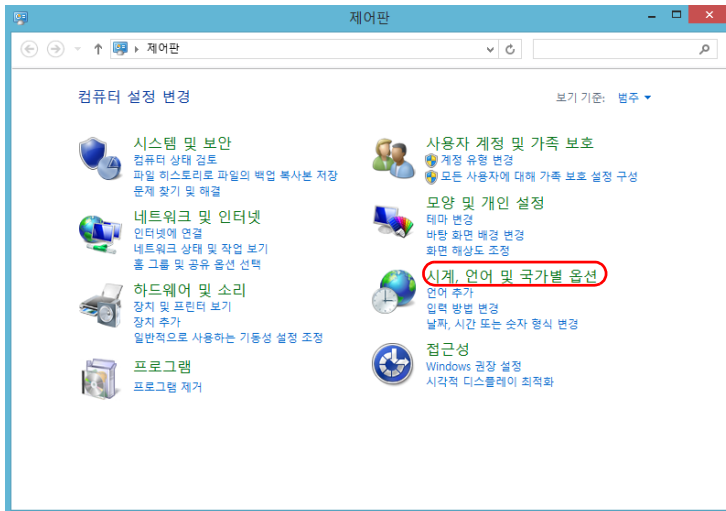 제어판
제어판
컴퓨터 설정 변경
보기 기준: 범주
시스템 및 보안
컴퓨터 상태 검토
파일 히스토리로 파일의 백업 복사본 저장
문제 찾기 및 해결
네트워크 및 인터넷
인터넷에 연결
네트워크 상태 및 작업 보기
홈 그룹 및 공유 옵션 선택
하드웨어 및 소리
장치 및 프린터 보기
장치 추가
일반적으로 사용하는 기동성 설정 조정
프로그램
프로그램 제거
사용자 계정 및 가족 보호
계정 유형 변경
모든 사용자에 대해 가족 보호 설정 구성
모양 및 개인 설정
테마 변경
바탕 화면 배경 변경
화면 해상도 조정
시계, 언어 및 국가별 옵션
언어 추가
입력 방법 변경
날짜, 시간 또는 숫자 형식 변경
접근성
Windows 권장 설정
시각적 디스플레이 최적화